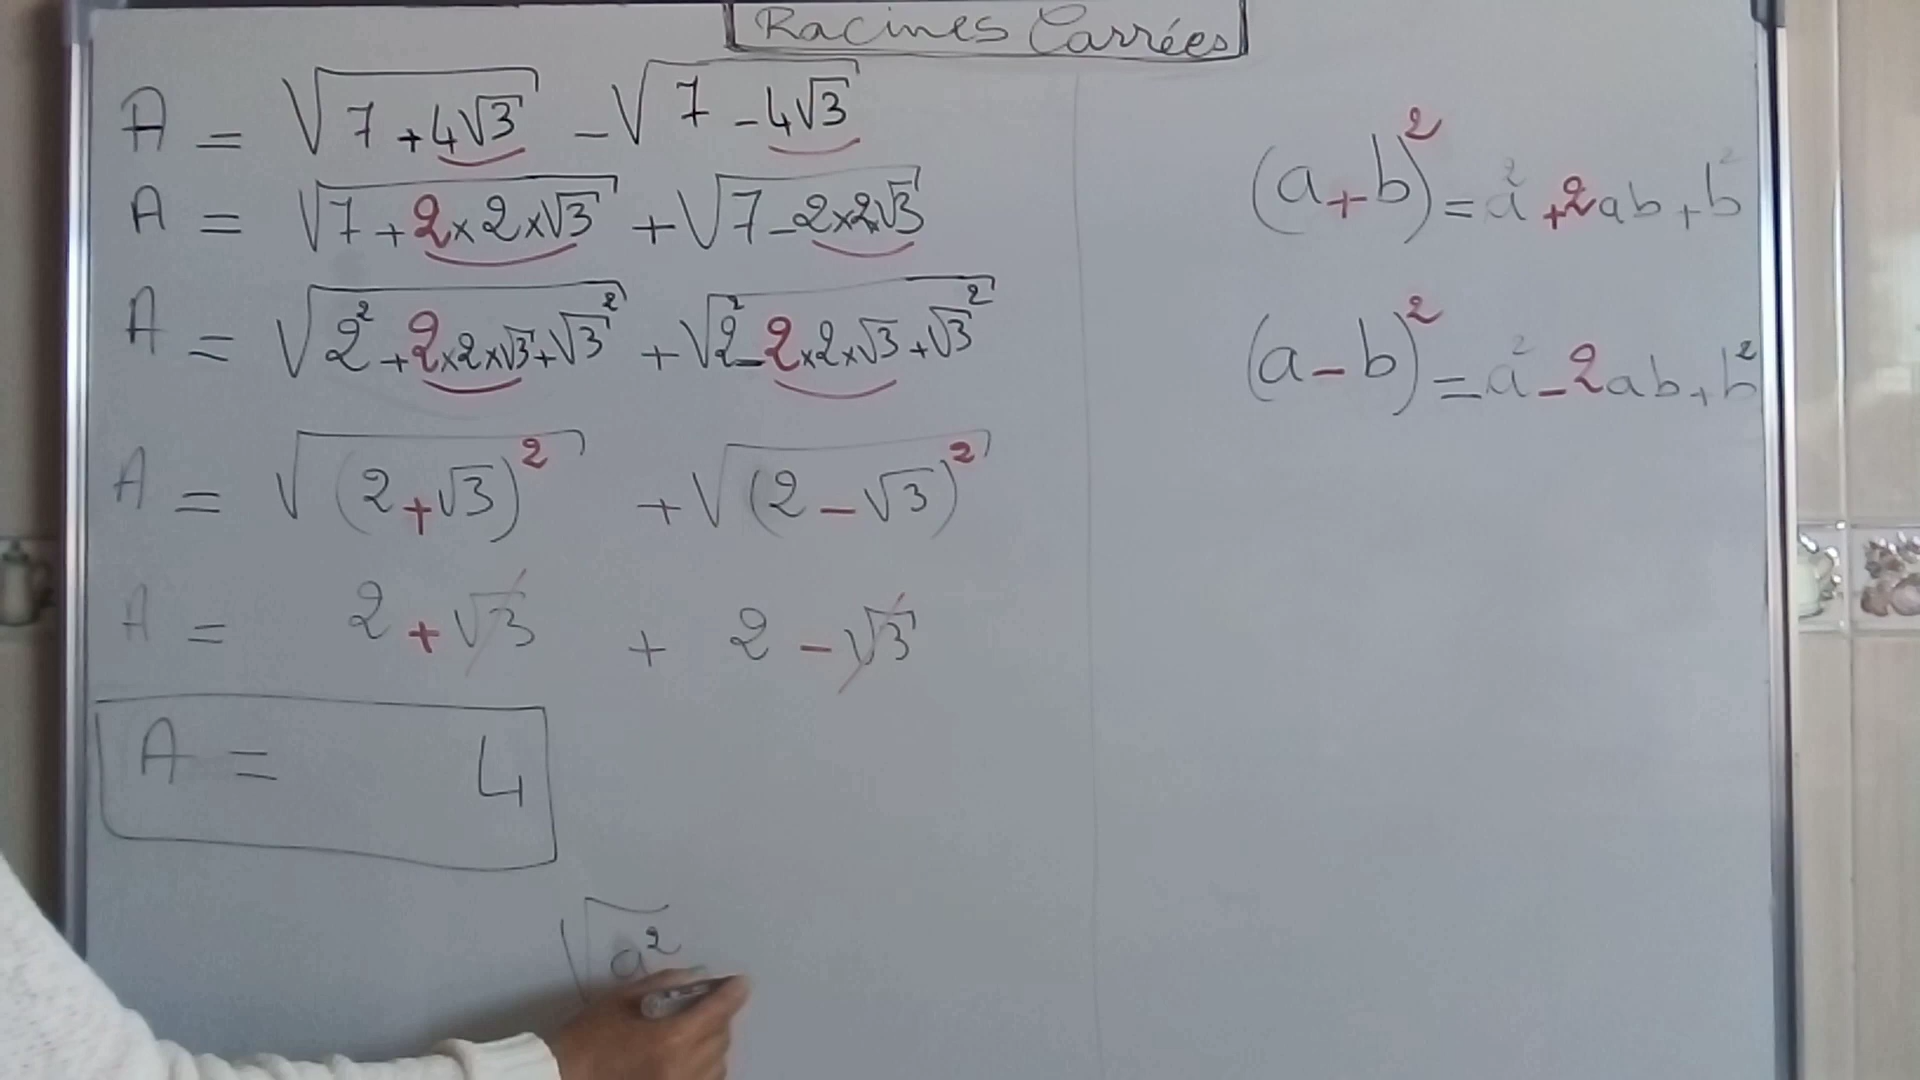 Racines Carrées
A = √(7 + 4√3) - √(7 - 4√3)
A = √(7 + 2×2×√3) + √(7 - 2×2×√3)
A = √(2² + 2×2×√3 + √3²) + √(2² - 2×2×√3 + √3²)
A = √((2 + √3)²) + √((2 - √3)²)
A = 2 + √3 + 2 - √3
A = 4
√a²
(a + b)² = a² + 2ab + b²
(a - b)² = a² - 2ab + b²